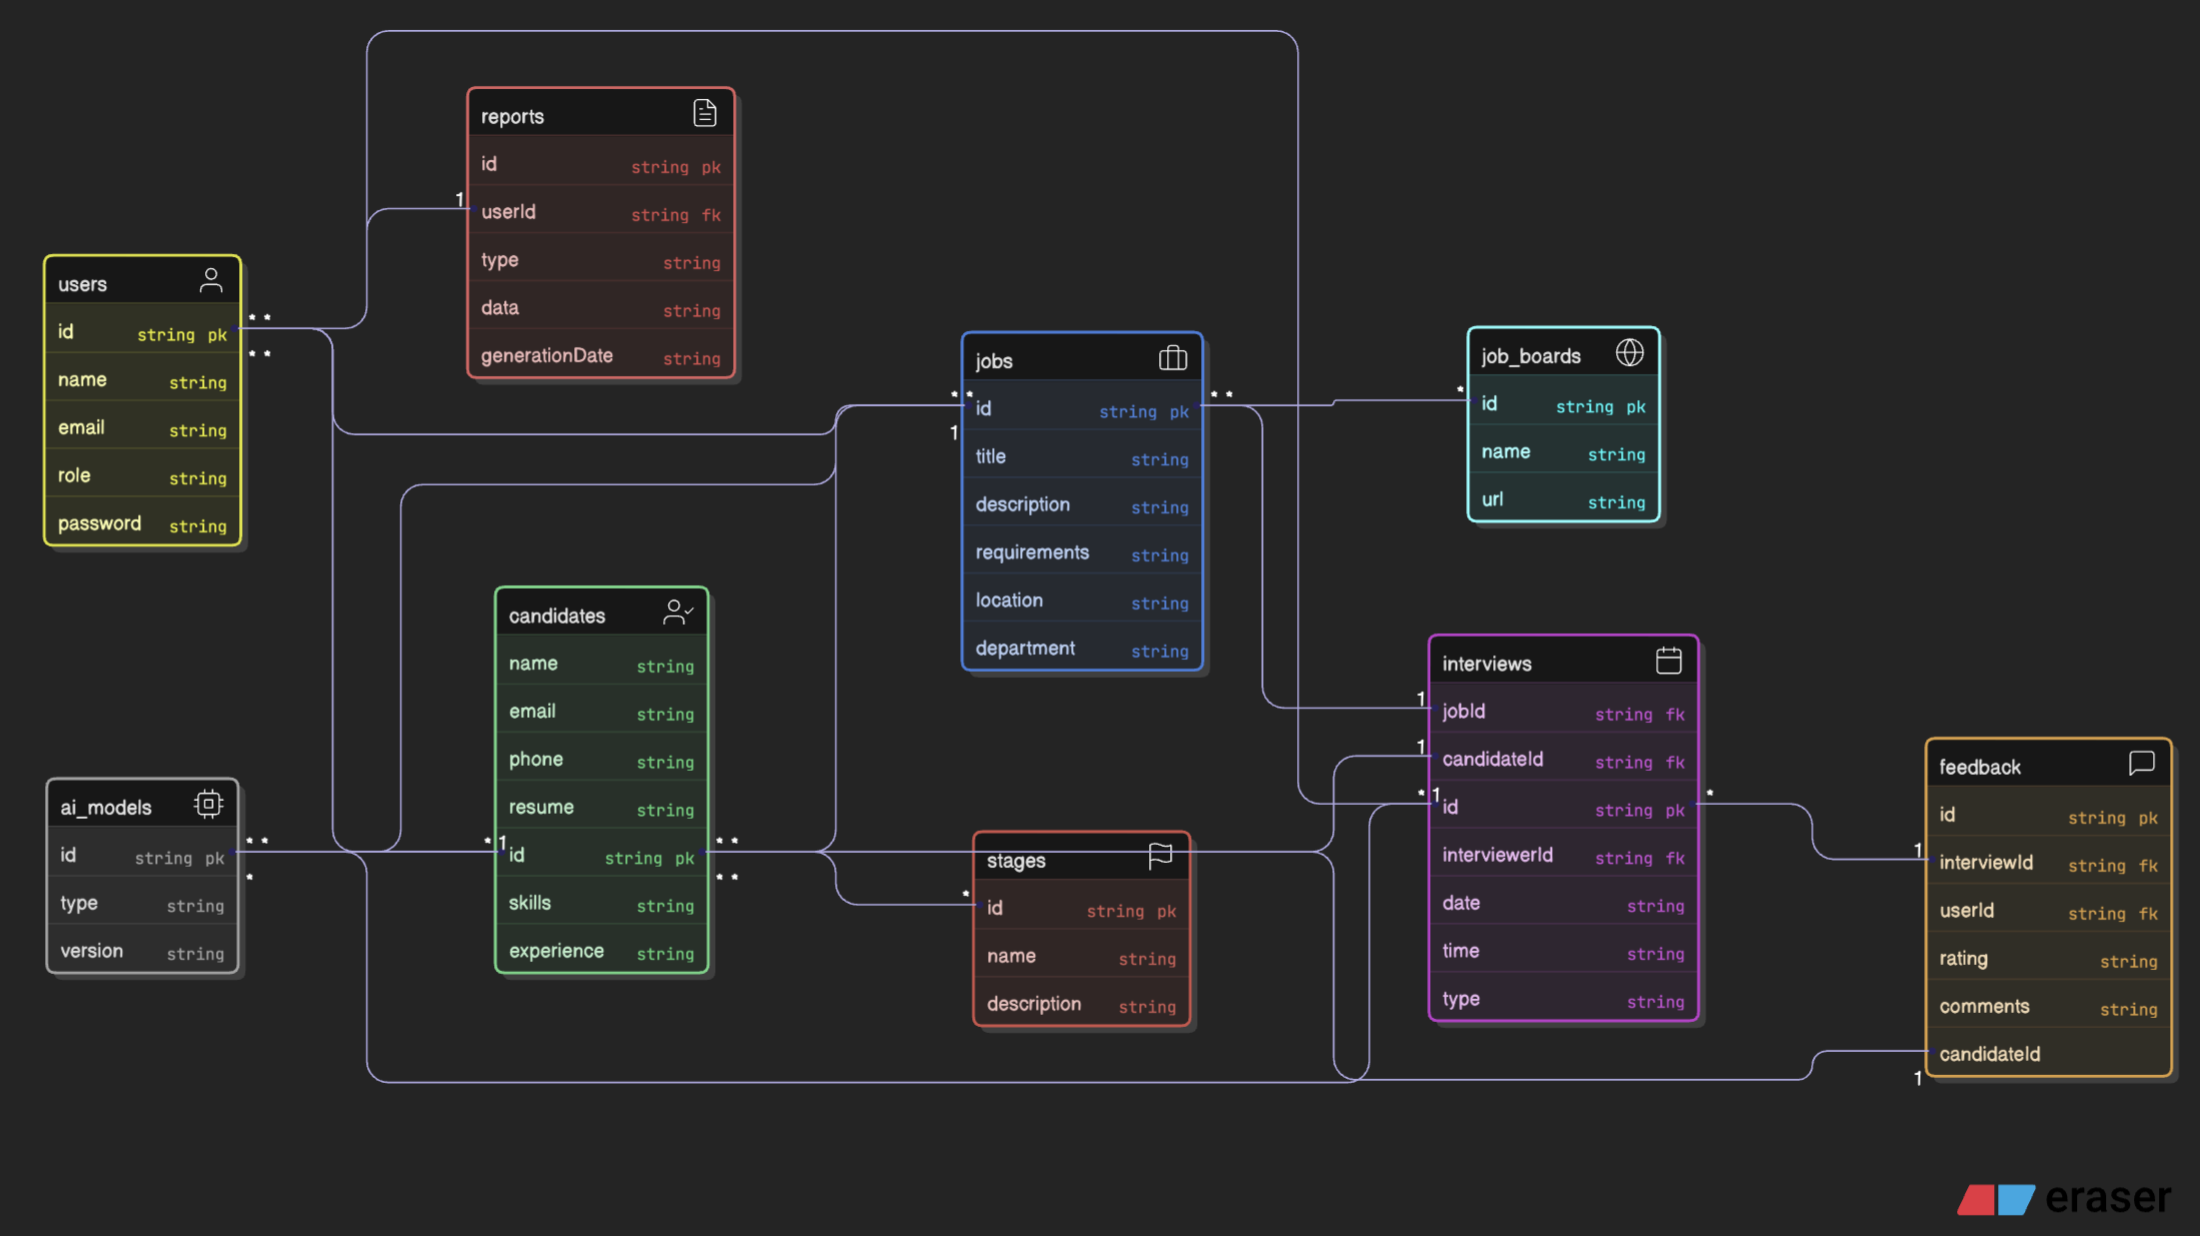 reports
id string pk
1
userId string fk
type string
data string
generationDate string
users
id string pk
* *
* *
name string
email string
role string
password string
jobs
* *
id string pk
* *
1
title string
description string
requirements string
location string
department string
job_boards
*
id string pk
name string
url string
candidates
name string
email string
phone string
resume string
* 1
id string pk
* *
* *
skills string
experience string
interviews
1
jobId string fk
1
candidateId string fk
* 1
id string pk
*
interviewerId string fk
date string
time string
type string
ai_models
id string pk
* *
*
type string
version string
stages
*
id string pk
name string
description string
feedback
id string pk
1
interviewId string fk
userId string fk
rating string
comments string
candidateId
1
eraser